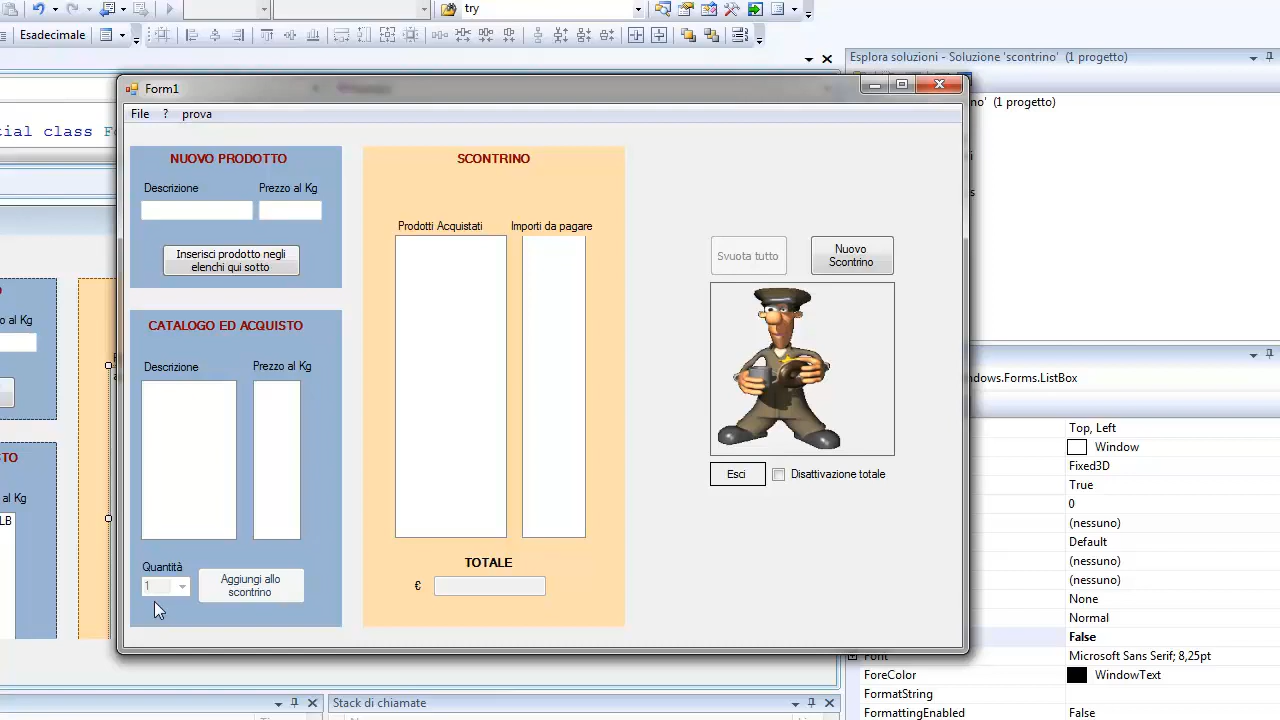 try
Esadecimale
Esplora soluzioni - Soluzione 'scontrino' (1 progetto)
Form1
no' (1 progetto)
File ? prova
tial class F
NUOVO PRODOTTO
SCONTRINO
Descrizione
Prezzo al Kg
Prodotti Acquistati
Importi da pagare
Inserisci prodotto negli
elenchi qui sotto
Svuota tutto
Nuovo
Scontrino
CATALOGO ED ACQUISTO
o al Kg
Descrizione
Prezzo al Kg
ndows.Forms.ListBox
Top, Left
Window
STO
Fixed3D
Esci
Disattivazione totale
True
al Kg
0
LB
(nessuno)
Default
(nessuno)
TOTALE
Quantità
(nessuno)
1
Aggiungi allo
scontrino
€
None
Normal
False
Font
Microsoft Sans Serif; 8,25pt
ForeColor
WindowText
FormatString
FormattingEnabled
False
Stack di chiamate